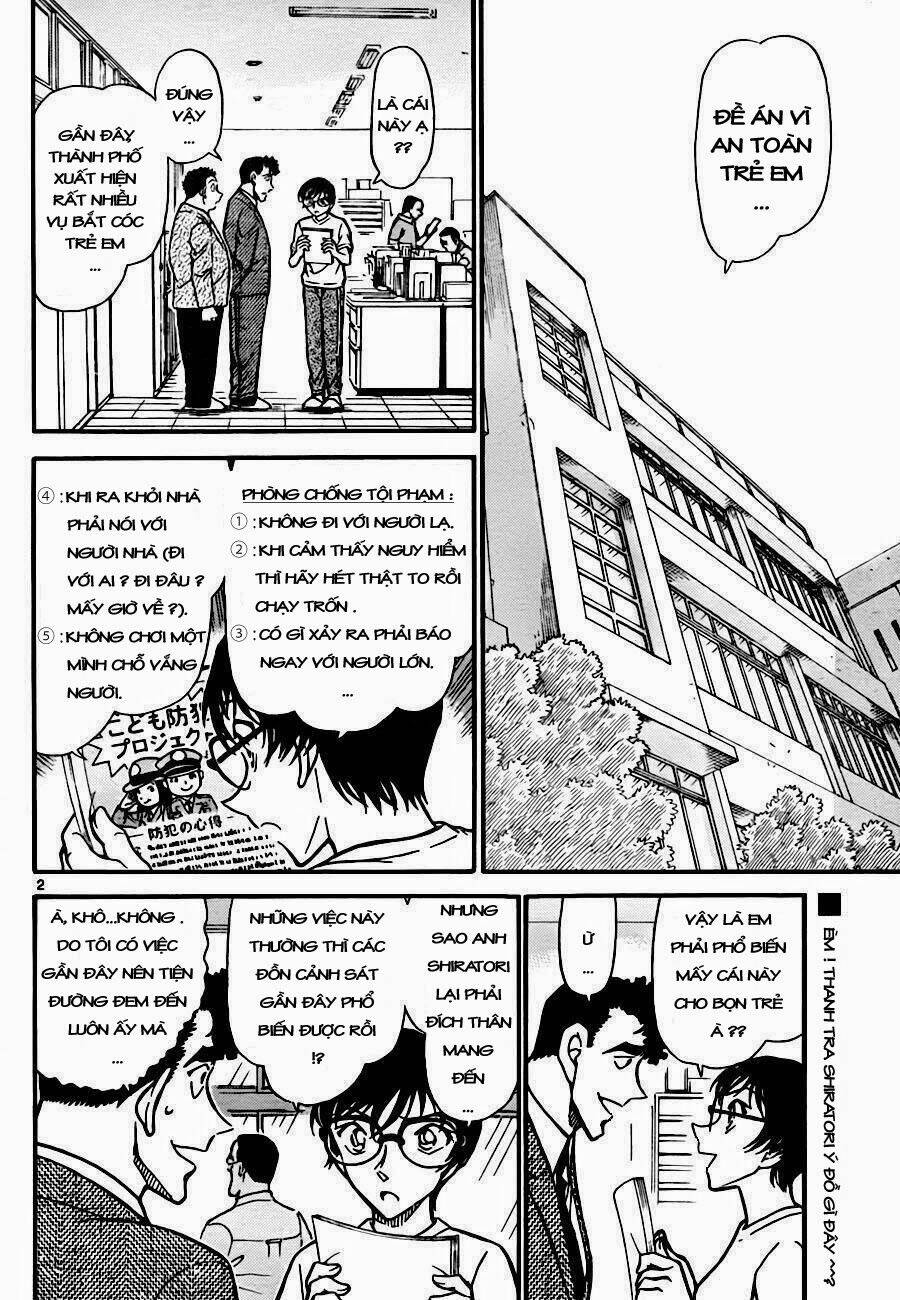 ĐỀ ÁN VÌ
AN TOÀN
TRẺ EM
...
LÀ CÁI
NÀY Ạ
??
ĐÚNG
VẬY
...
GẦN ĐÂY,
THÀNH PHỐ
XUẤT HIỆN
RẤT NHIỀU
VỤ BẮT CÓC
TRẺ EM
...
PHÒNG CHỐNG TỘI PHẠM :
① : KHÔNG ĐI VỚI NGƯỜI LẠ.
② : KHI CẢM THẤY NGUY HIỂM
THÌ HÃY HÉT THẬT TO RỒI
CHẠY TRỐN .
③ : CÓ GÌ XẢY RA PHẢI BÁO
NGAY VỚI NGƯỜI LỚN.
...
④ : KHI RA KHỎI NHÀ
PHẢI NÓI VỚI
NGƯỜI NHÀ (ĐI
VỚI AI ? ĐI ĐÂU ?
MẤY GIỜ VỀ ?).
⑤ : KHÔNG CHƠI MỘT
MÌNH CHỖ VẮNG
NGƯỜI.
こども防犯
プロジェク
防犯の心得
2
VẬY LÀ EM
PHẢI PHỔ BIẾN
MẤY CÁI NÀY
CHO BỌN TRẺ
À ??
Ừ
...
NHƯNG
SAO ANH
SHIRATORI
LẠI PHẢI
ĐÍCH THÂN
MANG
ĐẾN
...
NHỮNG VIỆC NÀY
THƯỜNG THÌ CÁC
ĐỒN CẢNH SÁT
GẦN ĐÂY PHỔ
BIẾN ĐƯỢC RỒI
!?
À, KHÔ...KHÔNG .
DO TÔI CÓ VIỆC
GẦN ĐÂY NÊN TIỆN
ĐƯỜNG ĐEM ĐẾN
LUÔN ẤY MÀ
...
ÈM ! THANH TRA SHIRATORI Ý ĐỒ GÌ ĐÂY ^^?